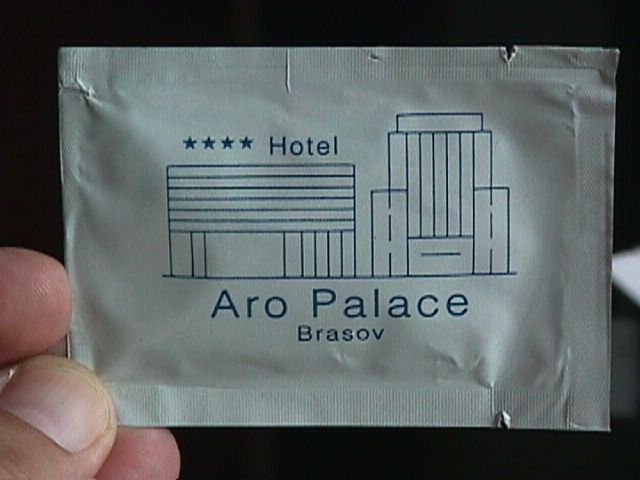 ★★★★ Hotel
Aro Palace
Brasov